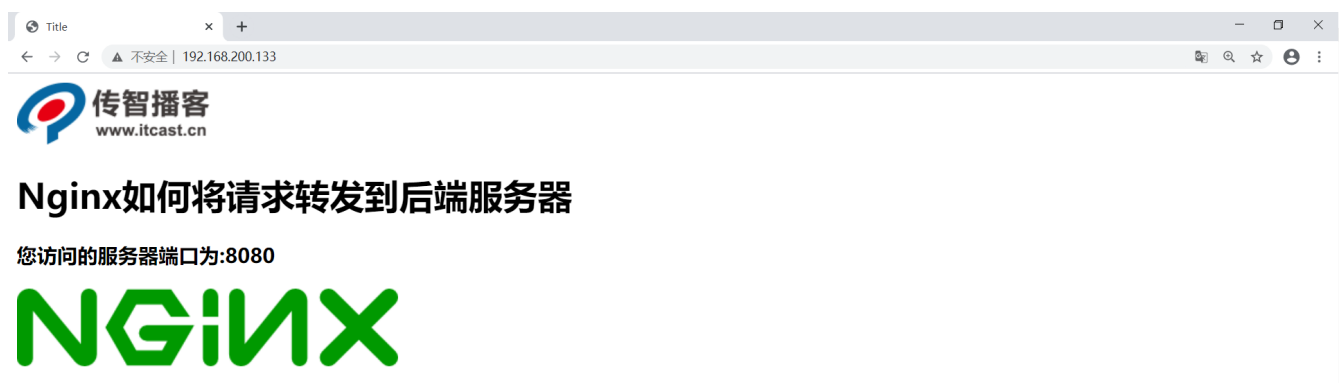 Title
不安全 | 192.168.200.133
传智播客
www.itcast.cn
Nginx如何将请求转发到后端服务器
您访问的服务器端口为:8080
NGiNX